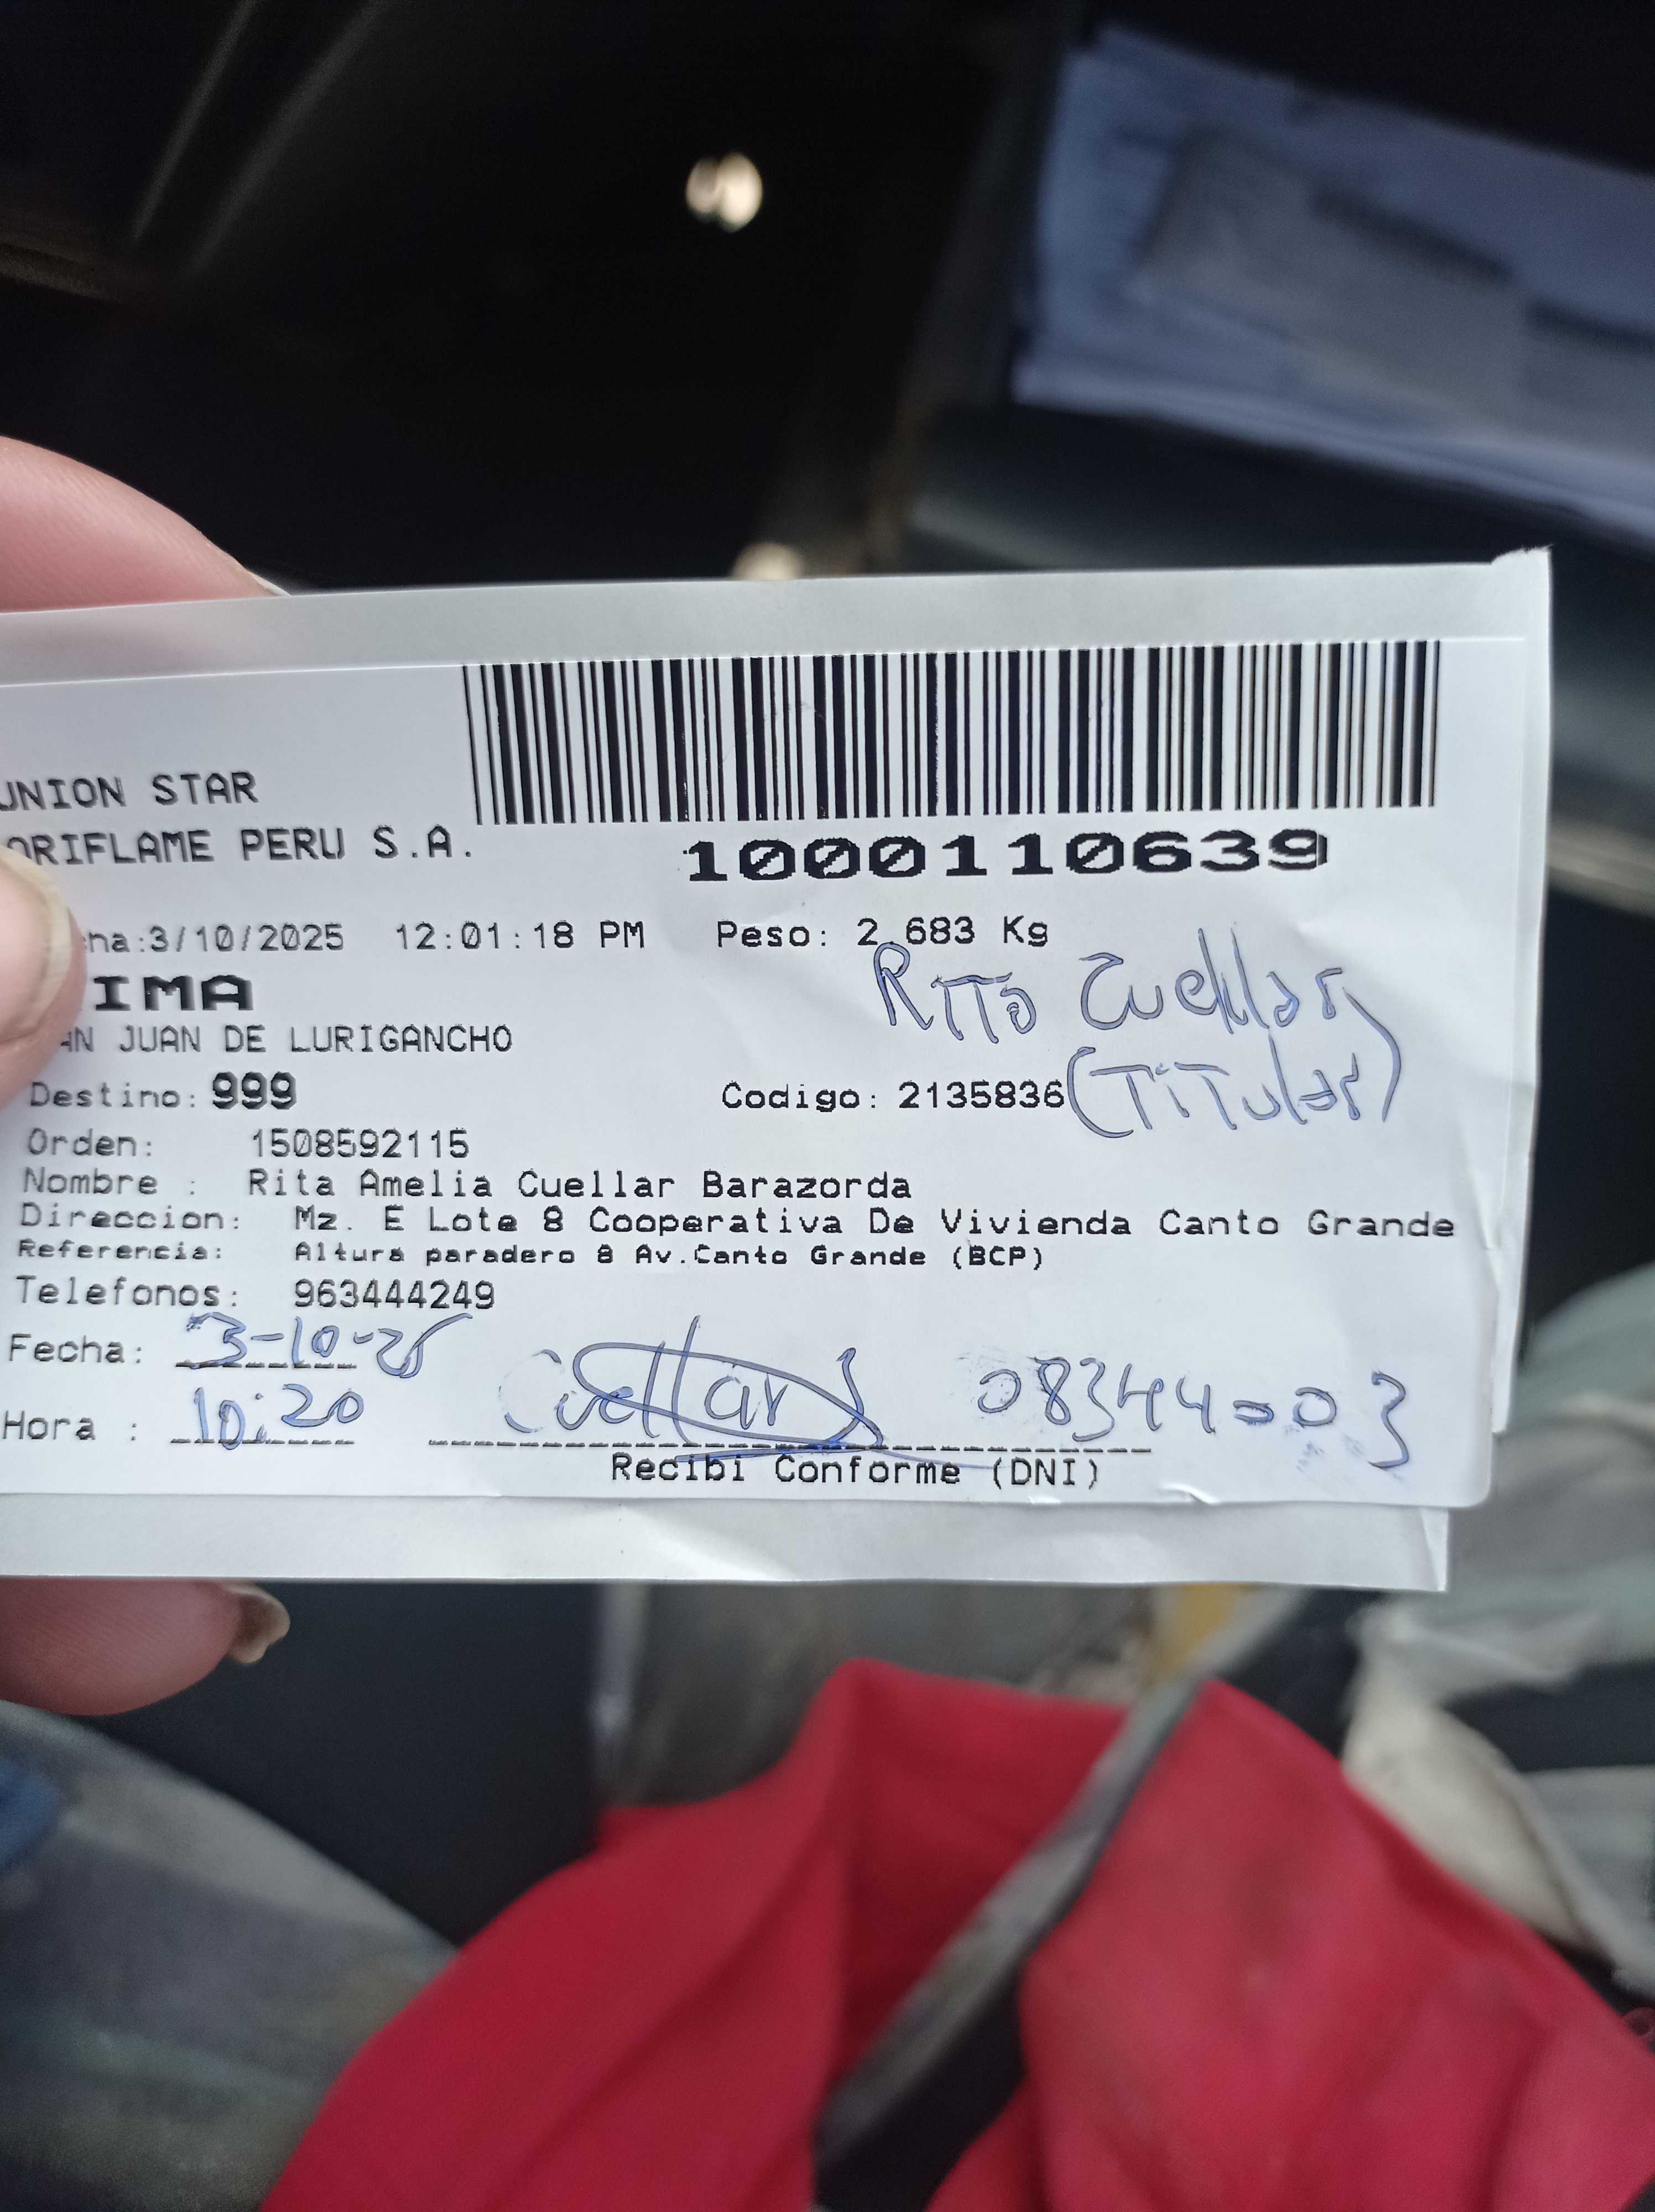 UNION STAR
ORIFLAME PERU S.A.
1000110639
ha:3/10/2025 12:01:18 PM Peso: 2.683 Kg
IMA
Rita Cuellar
AN JUAN DE LURIGANCHO
Destino: 999 Codigo: 2135836 (Titular)
Orden: 1508592115
Nombre : Rita Amelia Cuellar Barazorda
Direccion: Mz. E Lote 8 Cooperativa De Vivienda Canto Grande
Referencia: Altura paradero 8 Av.Canto Grande (BCP)
Telefonos: 963444249
Fecha: 3-10-25
Hora : 10:20 Cuellar
Recibi Conforme (DNI)